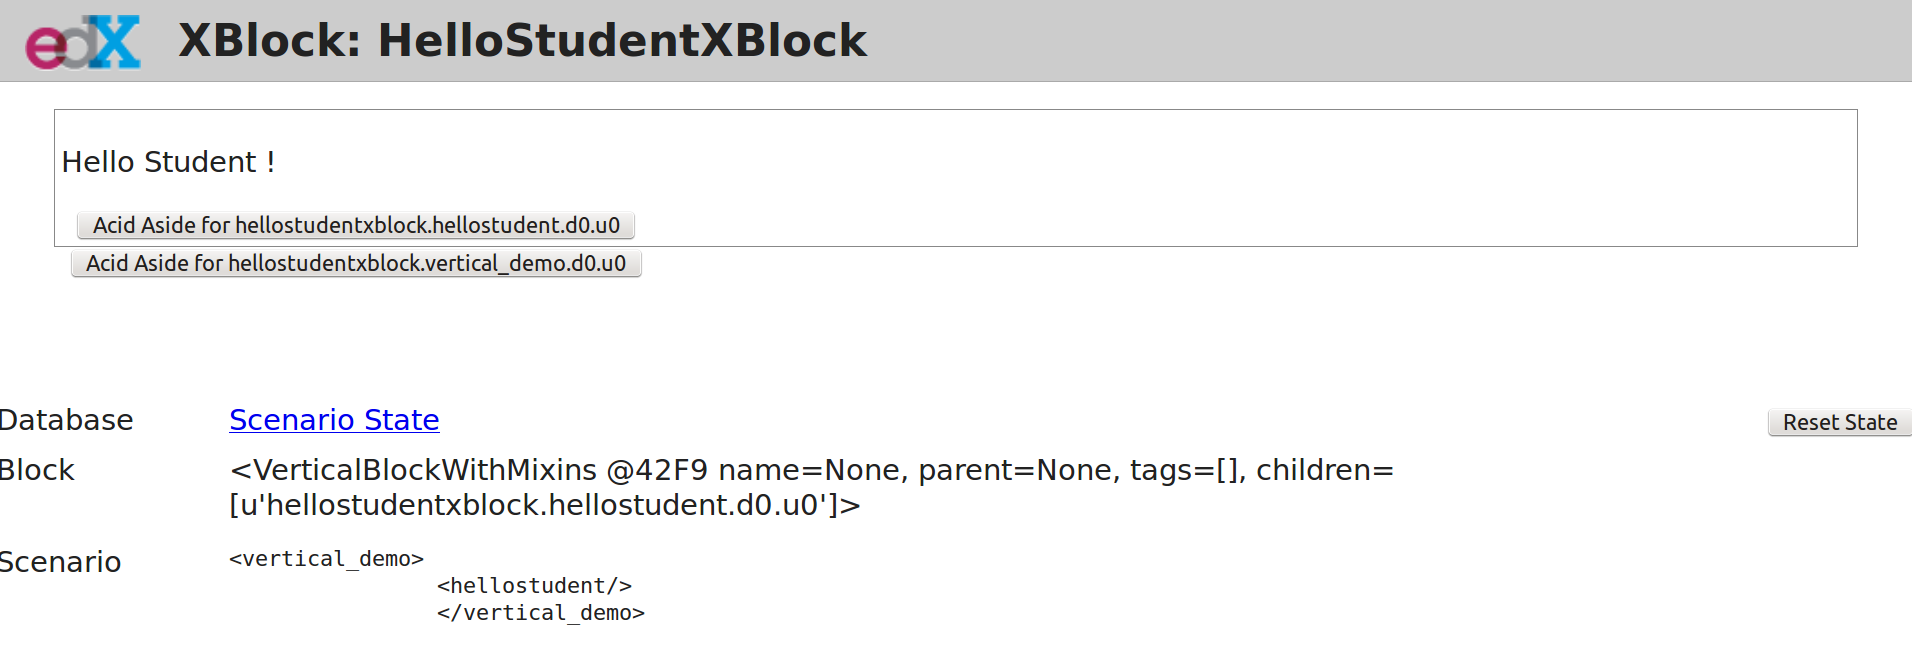 edX XBlock: HelloStudentXBlock
Hello Student !
Acid Aside for hellostudentxblock.hellostudent.d0.u0
Acid Aside for hellostudentxblock.vertical_demo.d0.u0
Database Scenario State Reset State
Block <VerticalBlockWithMixins @42F9 name=None, parent=None, tags=[], children=
[u'hellostudentxblock.hellostudent.d0.u0']>
Scenario <vertical_demo>
<hellostudent/>
</vertical_demo>